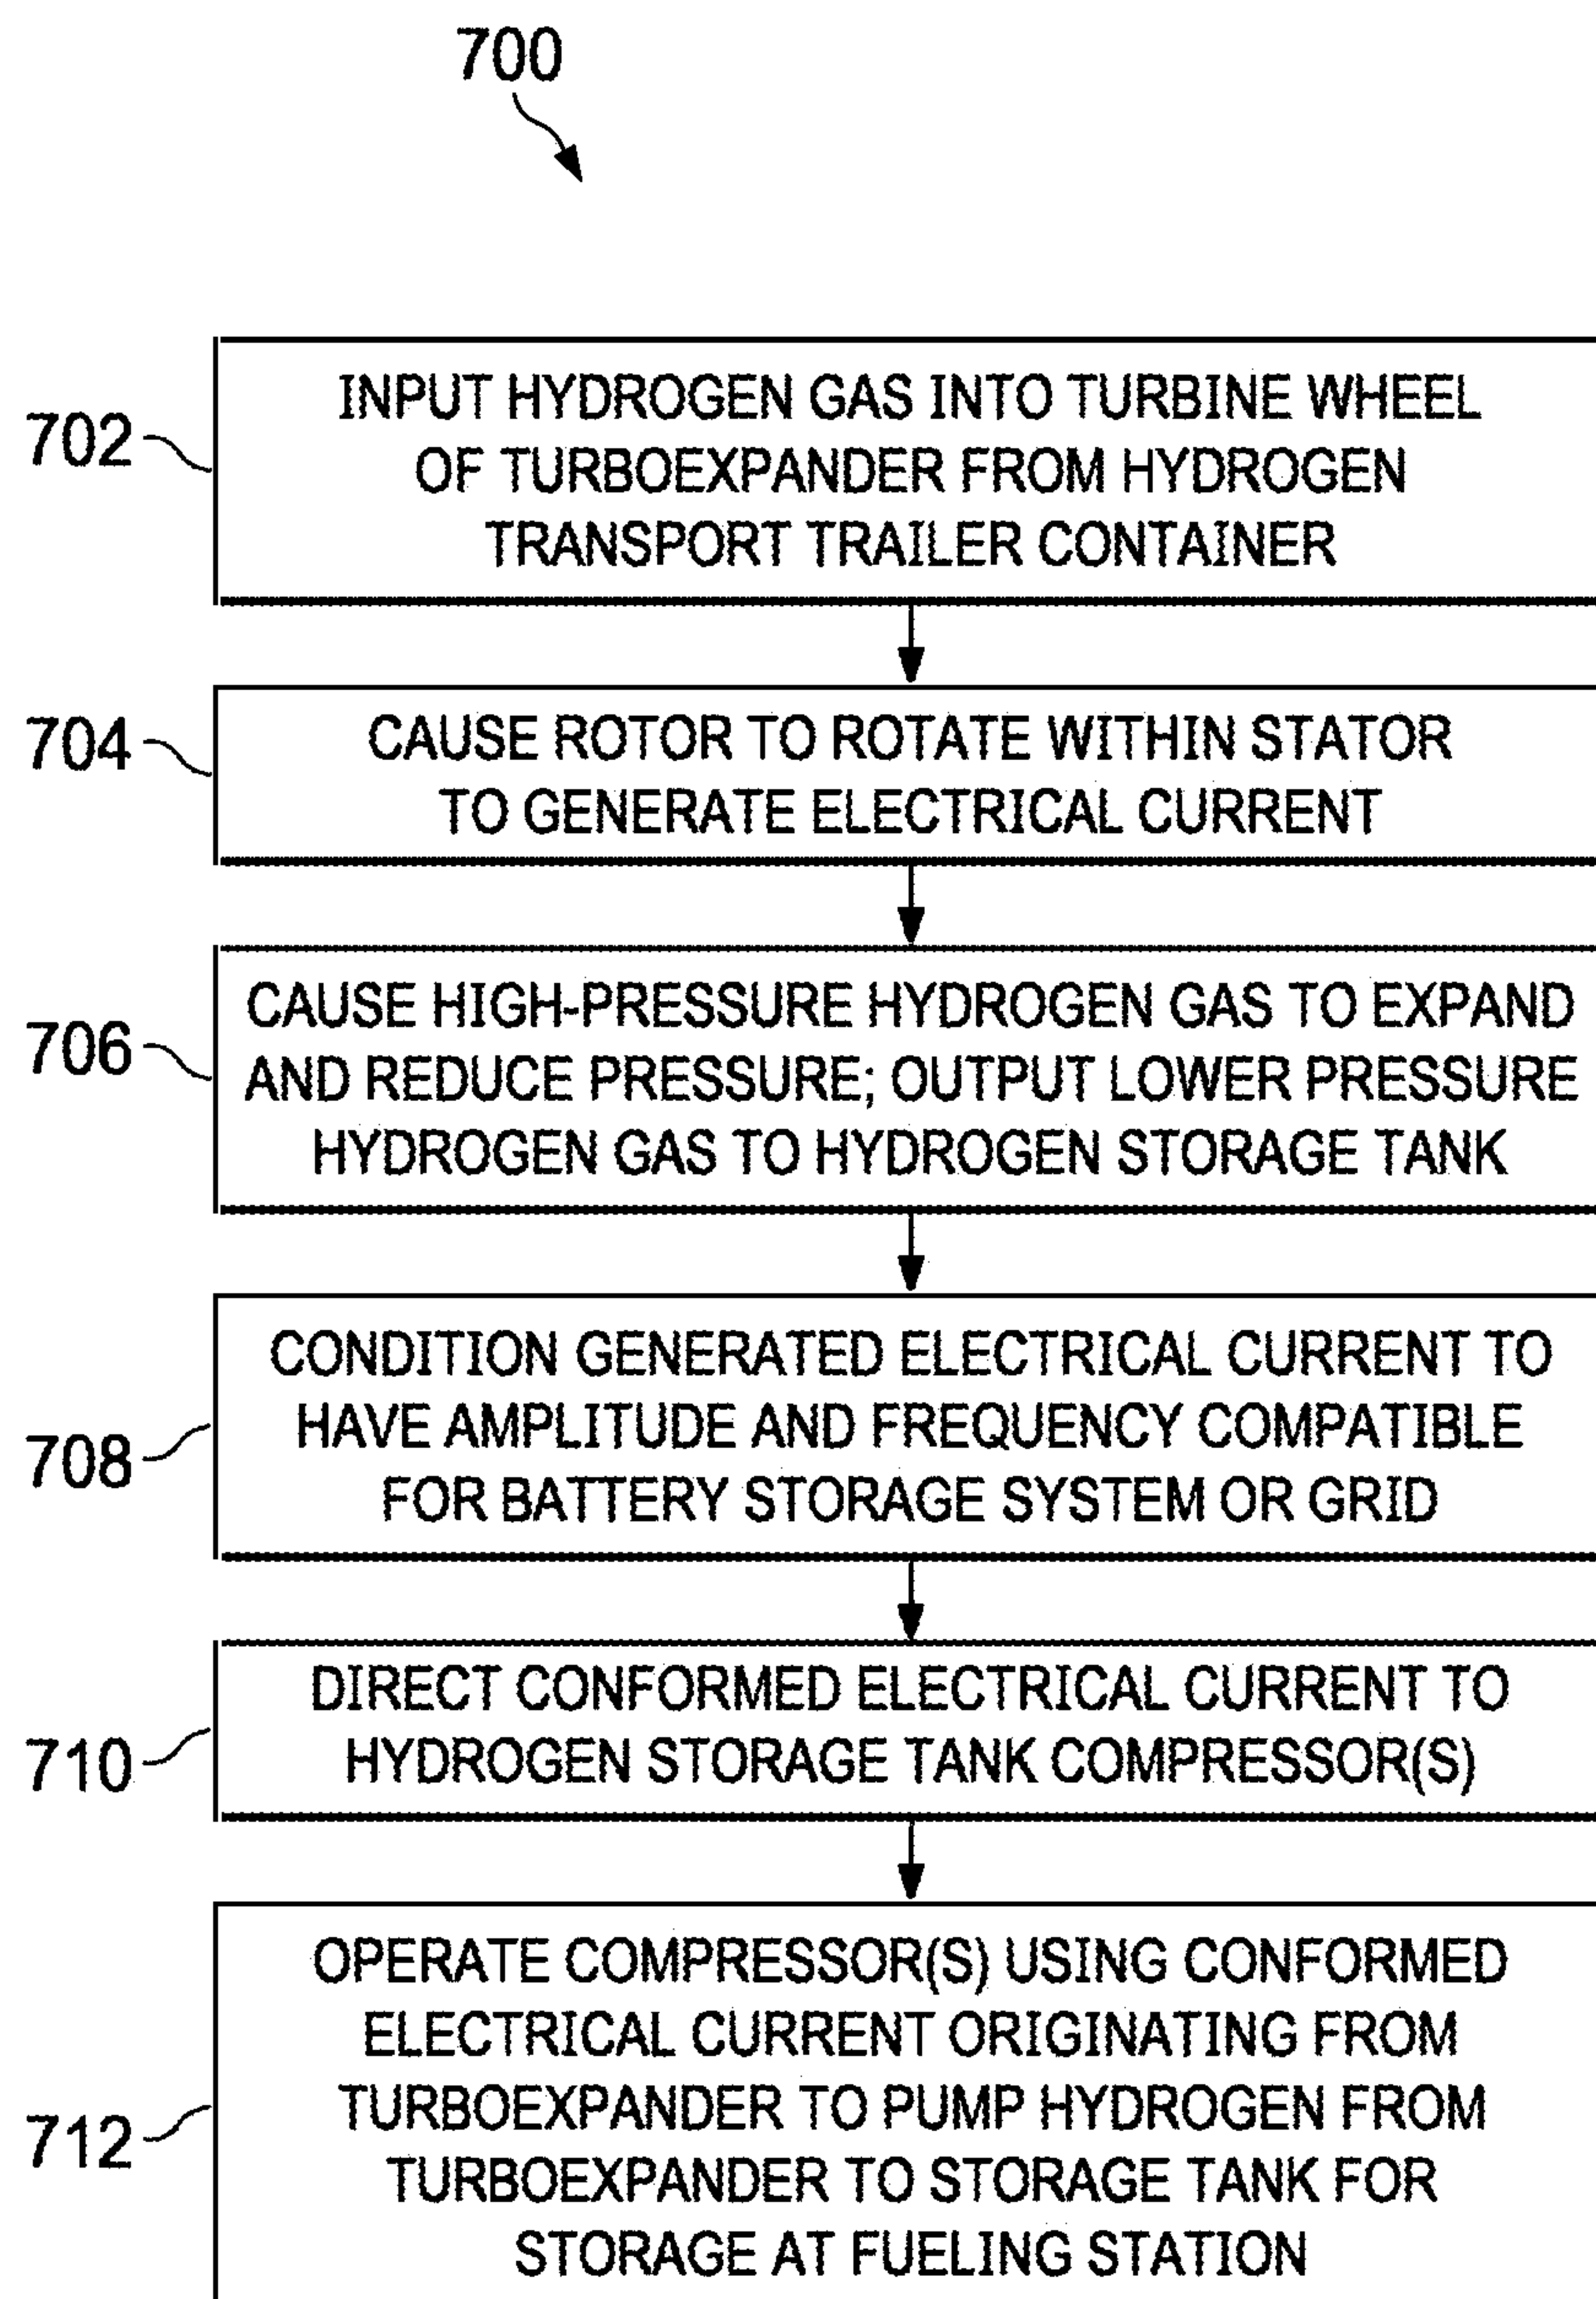 700
702
INPUT HYDROGEN GAS INTO TURBINE WHEEL
OF TURBOEXPANDER FROM HYDROGEN
TRANSPORT TRAILER CONTAINER
704
CAUSE ROTOR TO ROTATE WITHIN STATOR
TO GENERATE ELECTRICAL CURRENT
706
CAUSE HIGH-PRESSURE HYDROGEN GAS TO EXPAND
AND REDUCE PRESSURE; OUTPUT LOWER PRESSURE
HYDROGEN GAS TO HYDROGEN STORAGE TANK
708
CONDITION GENERATED ELECTRICAL CURRENT TO
HAVE AMPLITUDE AND FREQUENCY COMPATIBLE
FOR BATTERY STORAGE SYSTEM OR GRID
710
DIRECT CONFORMED ELECTRICAL CURRENT TO
HYDROGEN STORAGE TANK COMPRESSOR(S)
712
OPERATE COMPRESSOR(S) USING CONFORMED
ELECTRICAL CURRENT ORIGINATING FROM
TURBOEXPANDER TO PUMP HYDROGEN FROM
TURBOEXPANDER TO STORAGE TANK FOR
STORAGE AT FUELING STATION